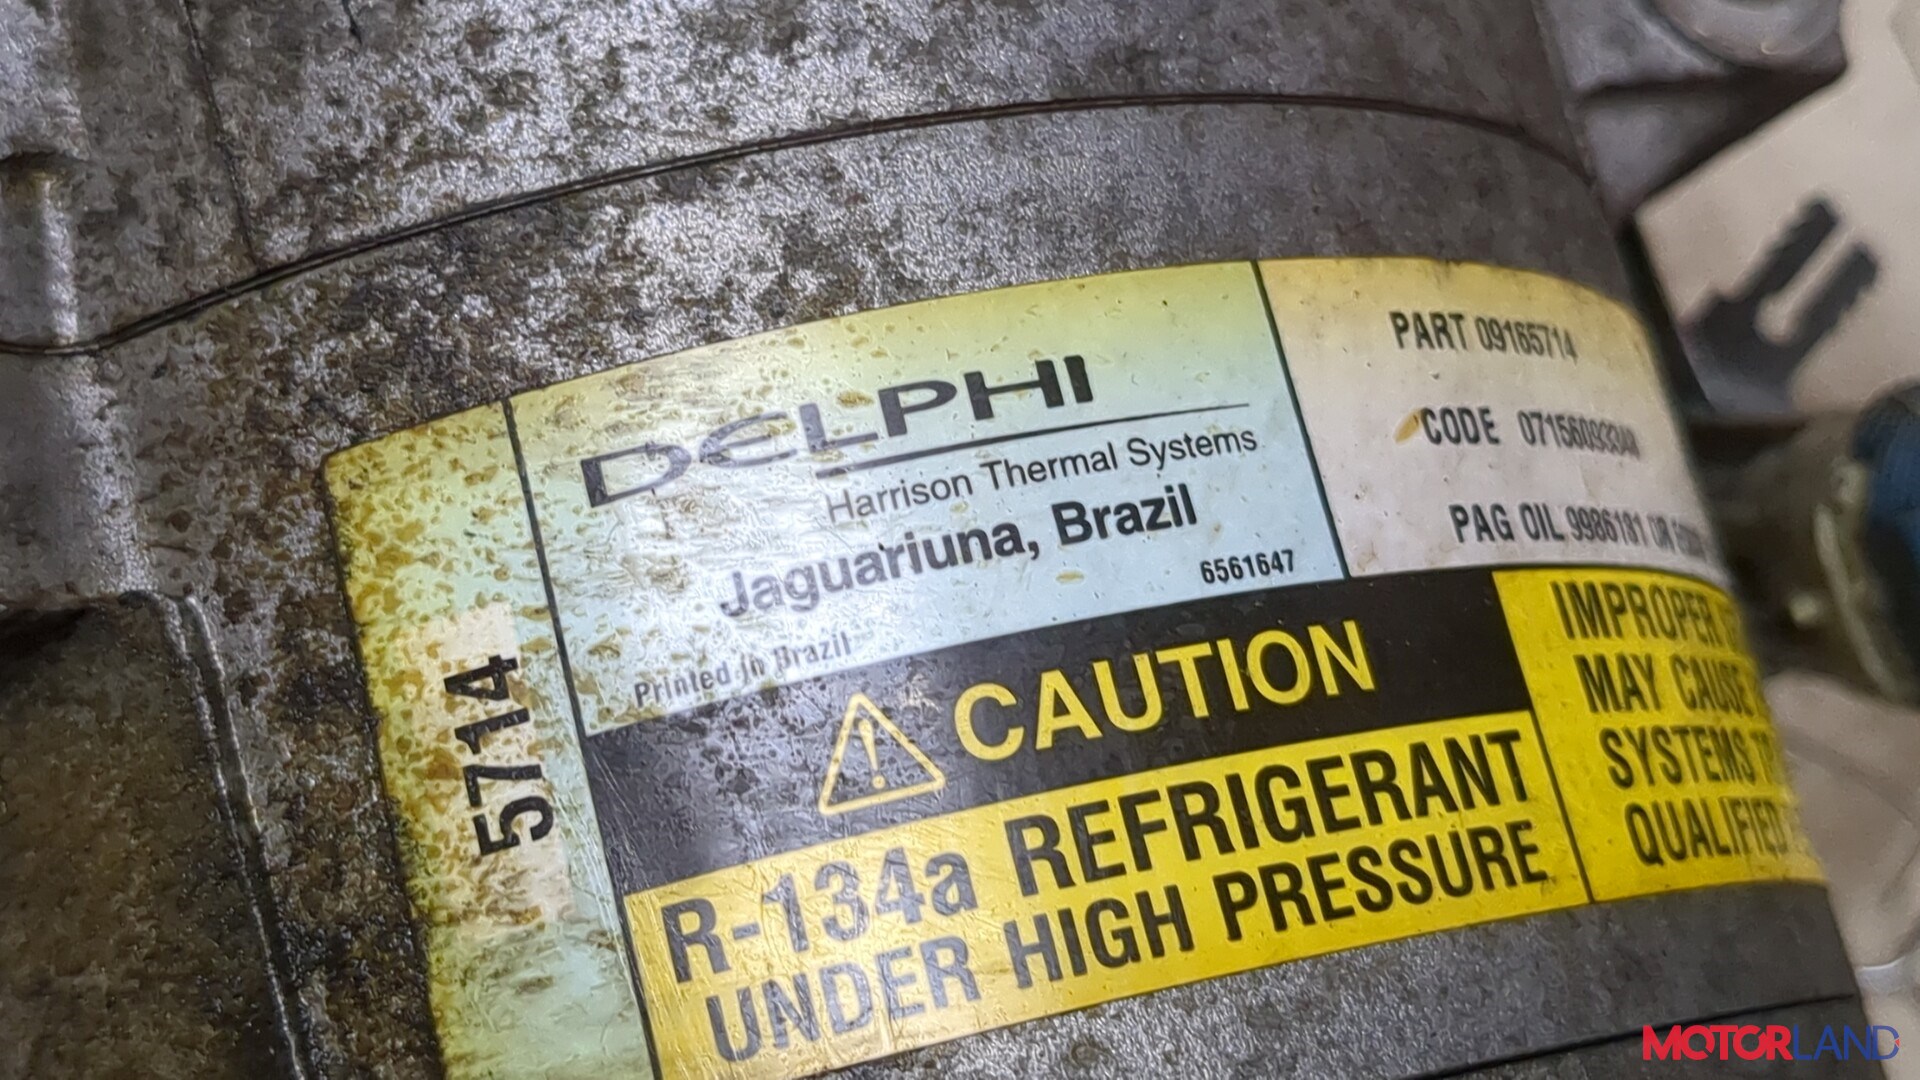 5714
DELPHI
Harrison Thermal Systems
Jaguariuna, Brazil
6561647
Printed in Brazil
PART 09165714
CODE
PAG OIL 9986181
CAUTION
R-134a REFRIGERANT
UNDER HIGH PRESSURE
IMPROPER
MAY CAUSE
SYSTEMS
QUALIFIED
MOTORLAND